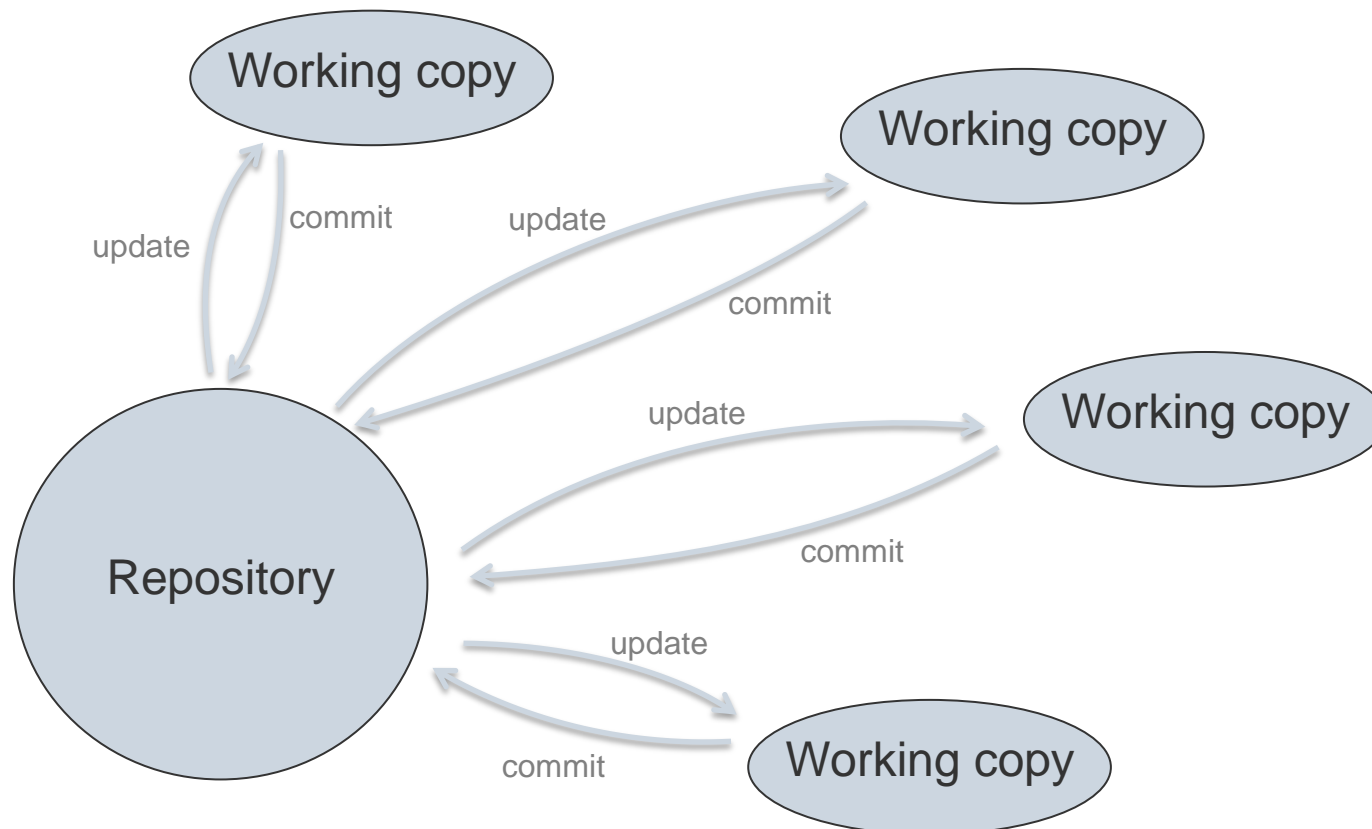 Working copy
Working copy
commit
update
update
commit
Working copy
update
commit
Repository
update
commit
Working copy